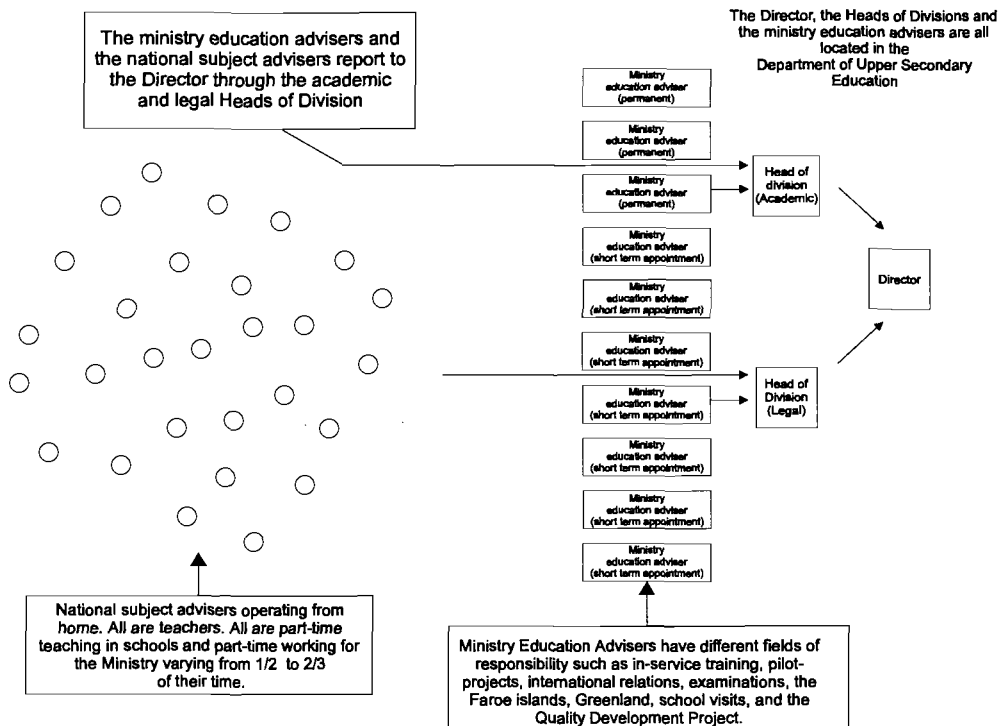 The ministry education advisers and
the national subject advisers report to
the Director through the academic
and legal Heads of Division
The Director, the Heads of Divisions and
the ministry education advisers are all
located in the
Department of Upper Secondary
Education
Ministry
education adviser
(permanent)
Ministry
education adviser
(permanent)
Ministry
education adviser
(permanent)
Ministry
education adviser
(short term appointment)
Ministry
education adviser
(short term appointment)
Ministry
education adviser
(short term appointment)
Ministry
education adviser
(short term appointment)
Ministry
education adviser
(short term appointment)
Ministry
education adviser
(short term appointment)
Ministry
education adviser
(short term appointment)
Head of
division
(Academic)
Director
Head of
Division
(Legal)
National subject advisers operating from
home. All are teachers. All are part-time
teaching in schools and part-time working for
the Ministry varying from 1/2 to 2/3
of their time.
Ministry Education Advisers have different fields of
responsibility such as in-service training, pilot-
projects, international relations, examinations, the
Faroe islands, Greenland, school visits, and the
Quality Development Project.